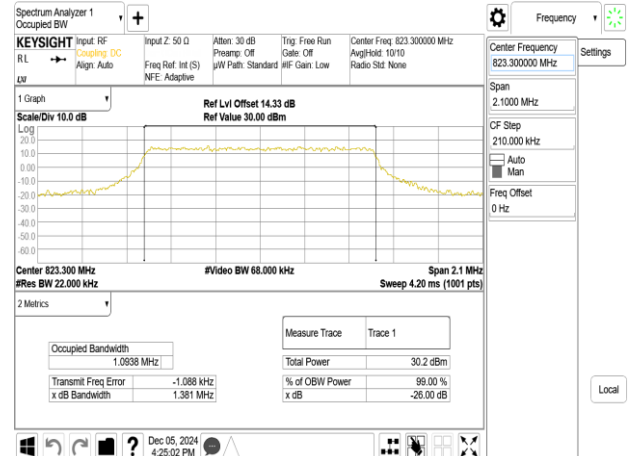 Spectrum Analyzer 1
Occupied BW
+
Frequency
KEYSIGHT
Input: RF
Coupling: DC
Align: Auto
Input Z: 50 Ω
Freq Ref: Int (S)
NFE: Adaptive
Atten: 30 dB
Preamp: Off
µW Path: Standard
Trig: Free Run
Gate: Off
#IF Gain: Low
Center Freq: 823.300000 MHz
Avg|Hold: 10/10
Radio Std: None
RL
LXI
Center Frequency
823.300000 MHz
Settings
Span
2.1000 MHz
CF Step
210.000 kHz
Auto
Man
Freq Offset
0 Hz
Local
1 Graph
Scale/Div 10.0 dB
Ref Lvl Offset 14.33 dB
Ref Value 30.00 dBm
Log
20.0
10.0
0.00
-10.0
-20.0
-30.0
-40.0
-50.0
-60.0
Center 823.300 MHz
#Video BW 68.000 kHz
Span 2.1 MHz
#Res BW 22.000 kHz
Sweep 4.20 ms (1001 pts)
2 Metrics
Measure Trace Trace 1
Occupied Bandwidth
1.0938 MHz
Total Power 30.2 dBm
Transmit Freq Error -1.088 kHz
% of OBW Power 99.00 %
x dB Bandwidth 1.381 MHz
x dB -26.00 dB
?
Dec 05, 2024
4:25:02 PM